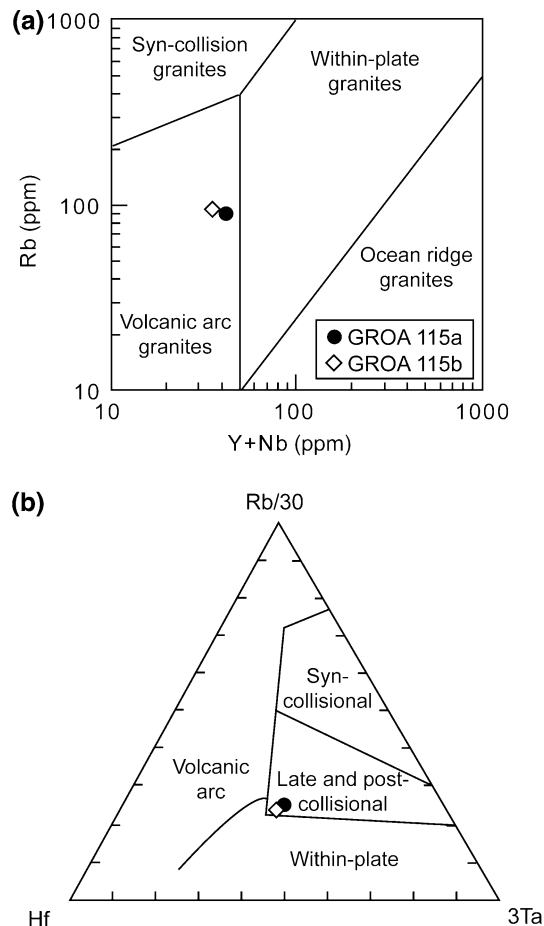 (a)
1000
Syn-collision
granites
Within-plate
granites
100
Rb (ppm)
Ocean ridge
granites
Volcanic arc
granites
GROA 115a
GROA 115b
10
10
100
1000
Y+Nb (ppm)
(b)
Rb/30
Syn-
collisional
Volcanic
arc
Late and post-
collisional
Within-plate
Hf
3Ta